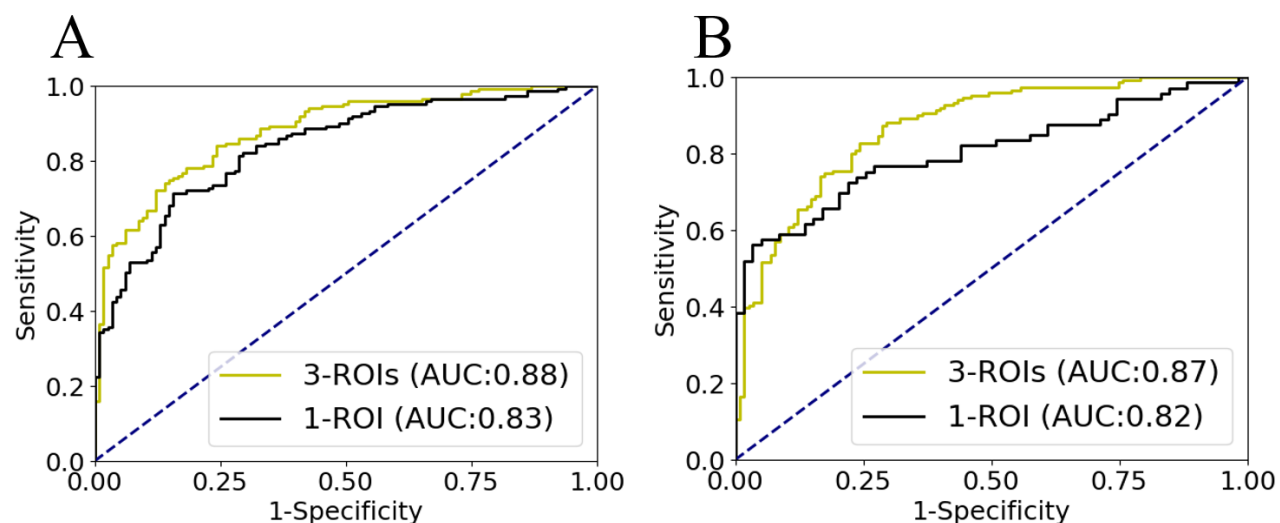 A
1.0
0.8
0.6
0.4
0.2
0.0
Sensitivity
3-ROIs (AUC:0.88)
1-ROI (AUC:0.83)
0.00 0.25 0.50 0.75 1.00
1-Specificity
B
1.0
0.8
0.6
0.4
0.2
0.0
Sensitivity
3-ROIs (AUC:0.87)
1-ROI (AUC:0.82)
0.00 0.25 0.50 0.75 1.00
1-Specificity